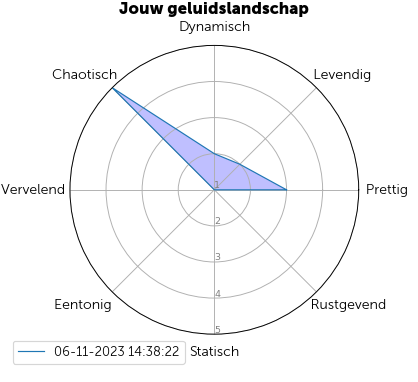 Jouw geluidslandschap
Dynamisch
Chaotisch
Levendig
Vervelend
Prettig
1
2
3
4
5
Eentonig
Rustgevend
06-11-2023 14:38:22
Statisch